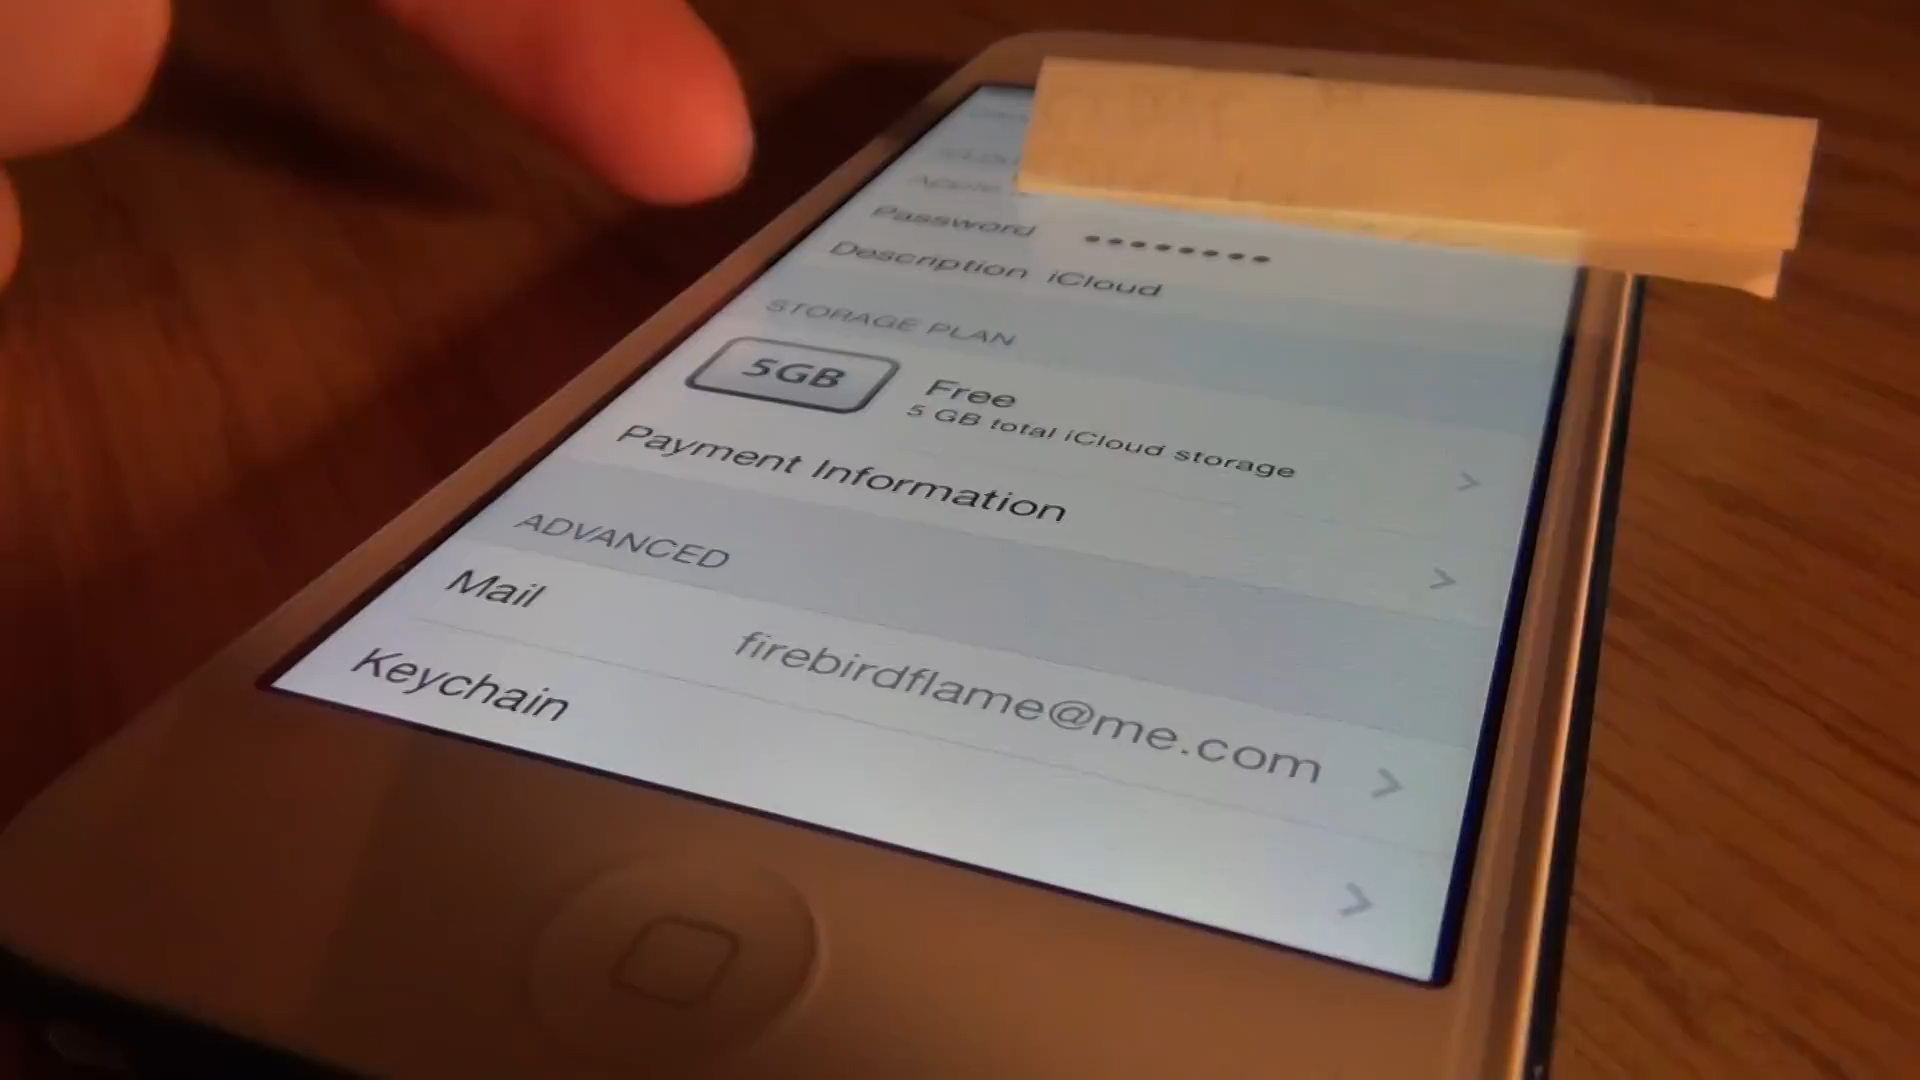 Apple
Password ••••••••
Description iCloud
STORAGE PLAN
5GB
Free
5 GB total iCloud storage
Payment Information
ADVANCED
Mail firebirdflame@me.com
Keychain